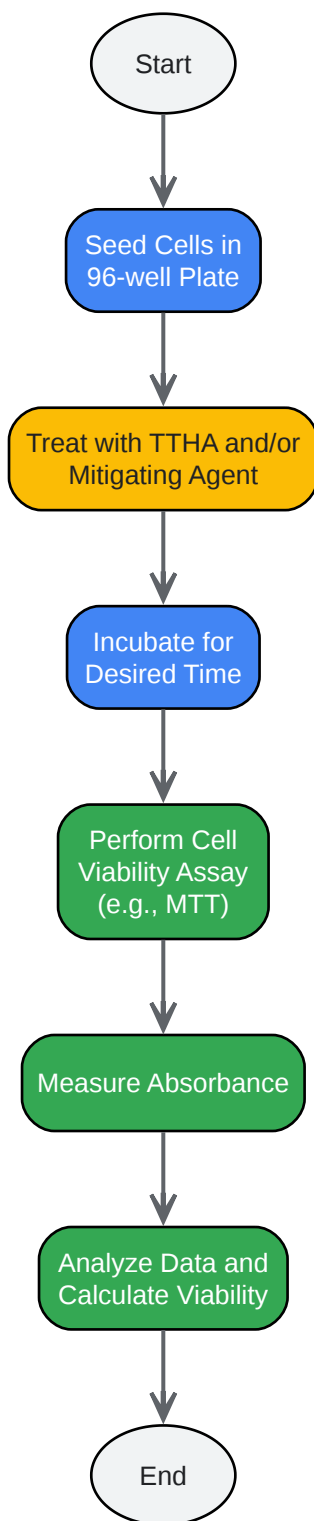 Start
Seed Cells in
96-well Plate
Treat with TTHA and/or
Mitigating Agent
Incubate for
Desired Time
Perform Cell
Viability Assay
(e.g., MTT)
Measure Absorbance
Analyze Data and
Calculate Viability
End